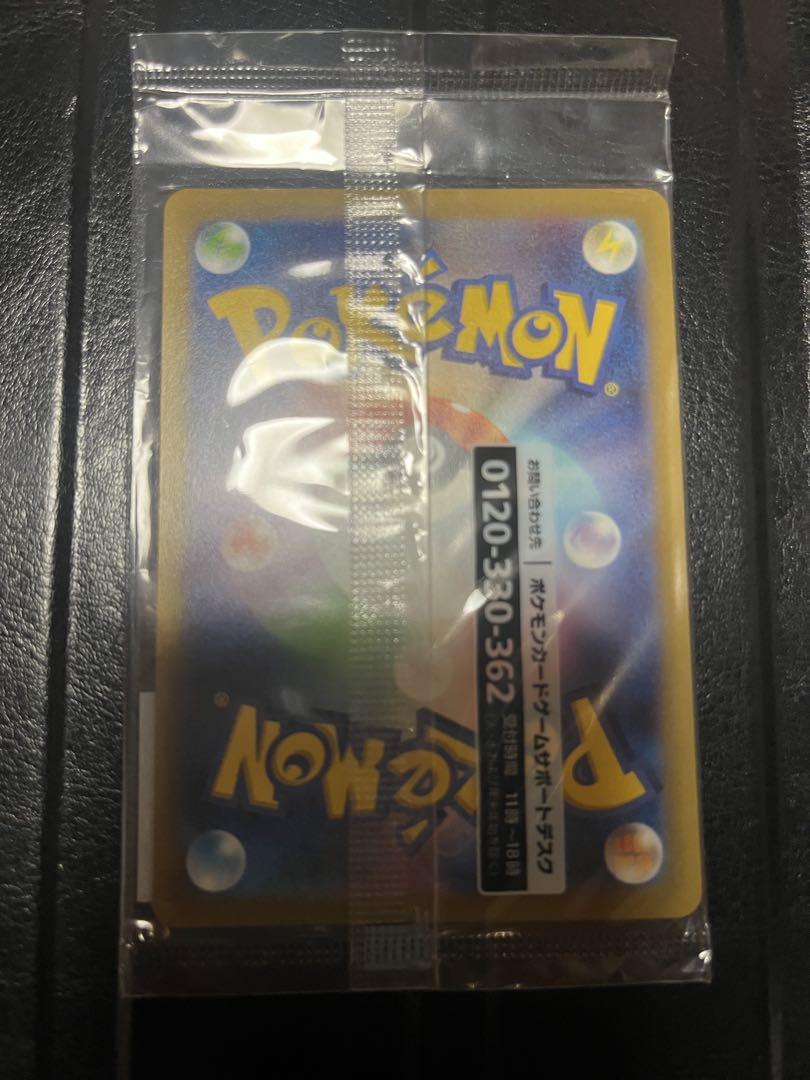 POKéMON
®
お問い合わせ先 ポケモンカードゲームサポートデスク
0120-330-362
受付時間 11時~18時
POKéMON
®